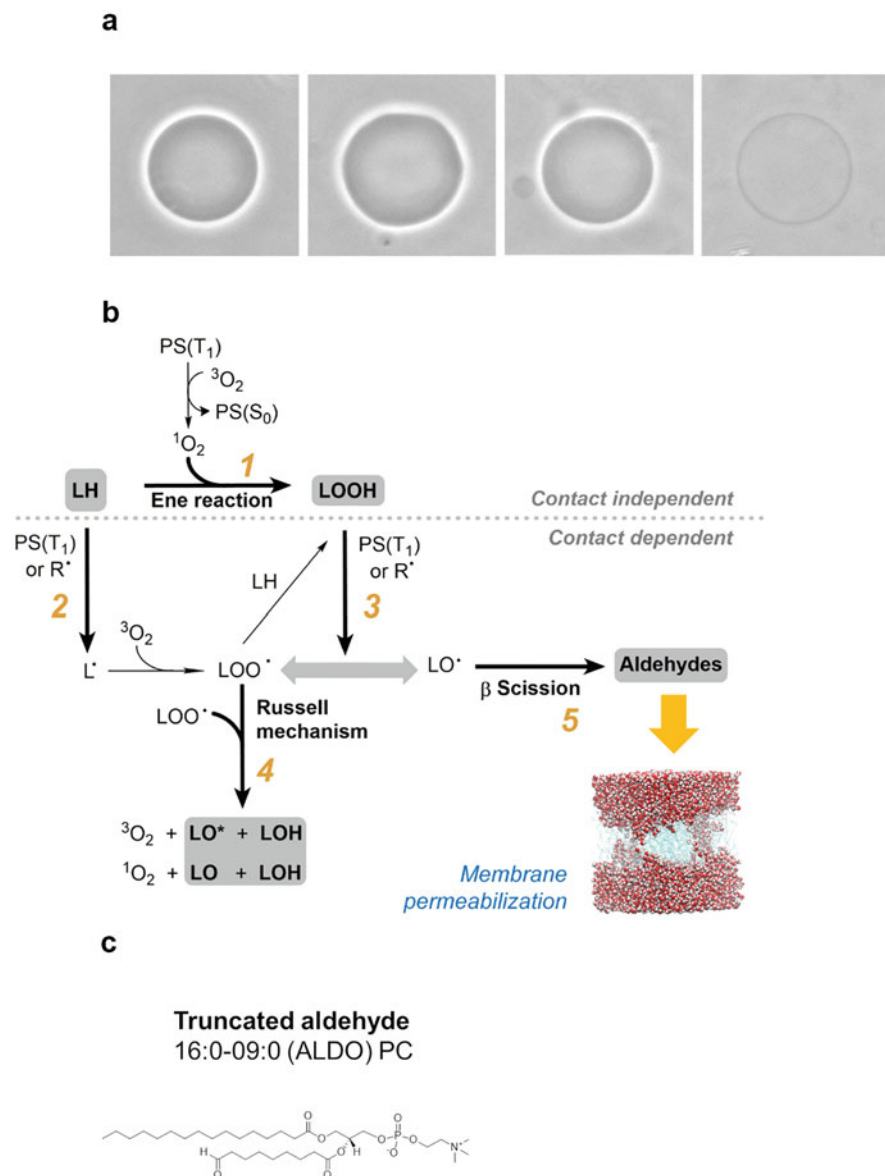 a
b
PS(T₁)
³O₂
PS(S₀)
¹O₂
1
LH
Ene reaction
LOOH
Contact independent
Contact dependent
PS(T₁)
or R•
2
LH
PS(T₁)
or R•
3
³O₂
L•
LOO•
LO•
β Scission
5
Aldehydes
LOO•
Russell
mechanism
4
³O₂ + LO* + LOH
¹O₂ + LO + LOH
Membrane
permeabilization
c
Truncated aldehyde
16:0-09:0 (ALDO) PC
O
O
O
P
O
O
O⁻
N⁺
H
O
H
O
O